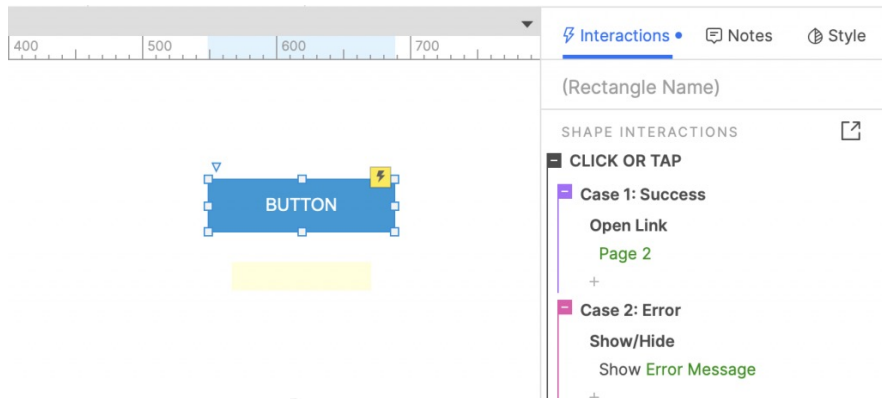 Interactions
Notes
Style
400 500 600 700
(Rectangle Name)
SHAPE INTERACTIONS
CLICK OR TAP
BUTTON
Case 1: Success
Open Link
Page 2
+
Case 2: Error
Show/Hide
Show Error Message
+